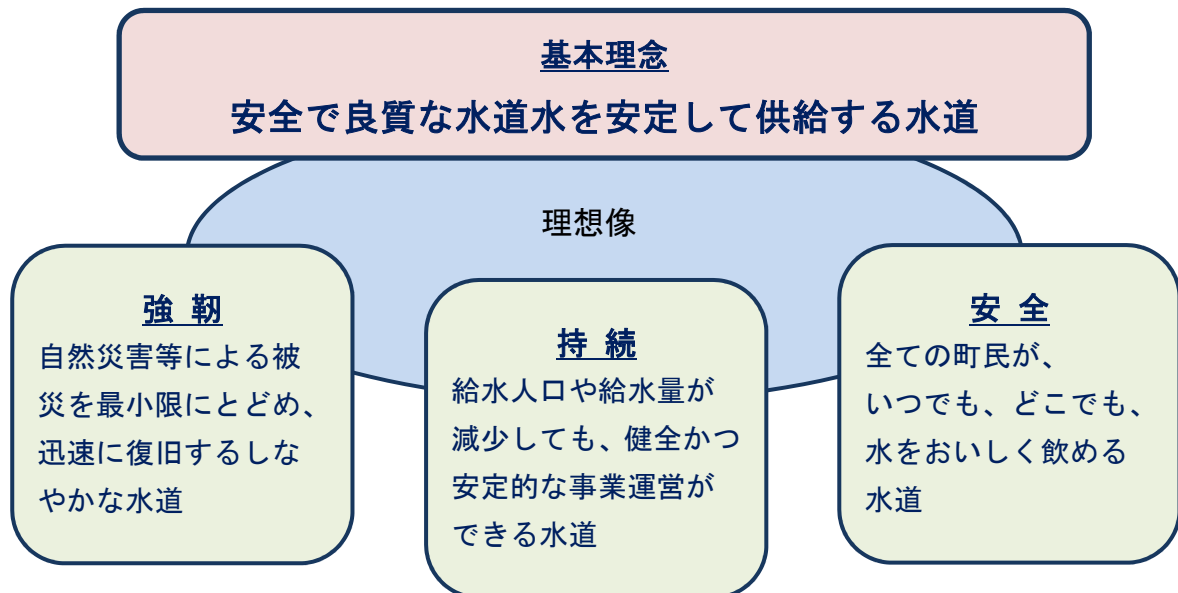 基本理念
安全で良質な水道水を安定して供給する水道
理想像
強 靭
自然災害等による被
災を最小限にとどめ、
迅速に復旧するしな
やかな水道
持 続
給水人口や給水量が
減少しても、健全かつ
安定的な事業運営が
できる水道
安 全
全ての町民が、
いつでも、どこでも、
水をおいしく飲める
水道